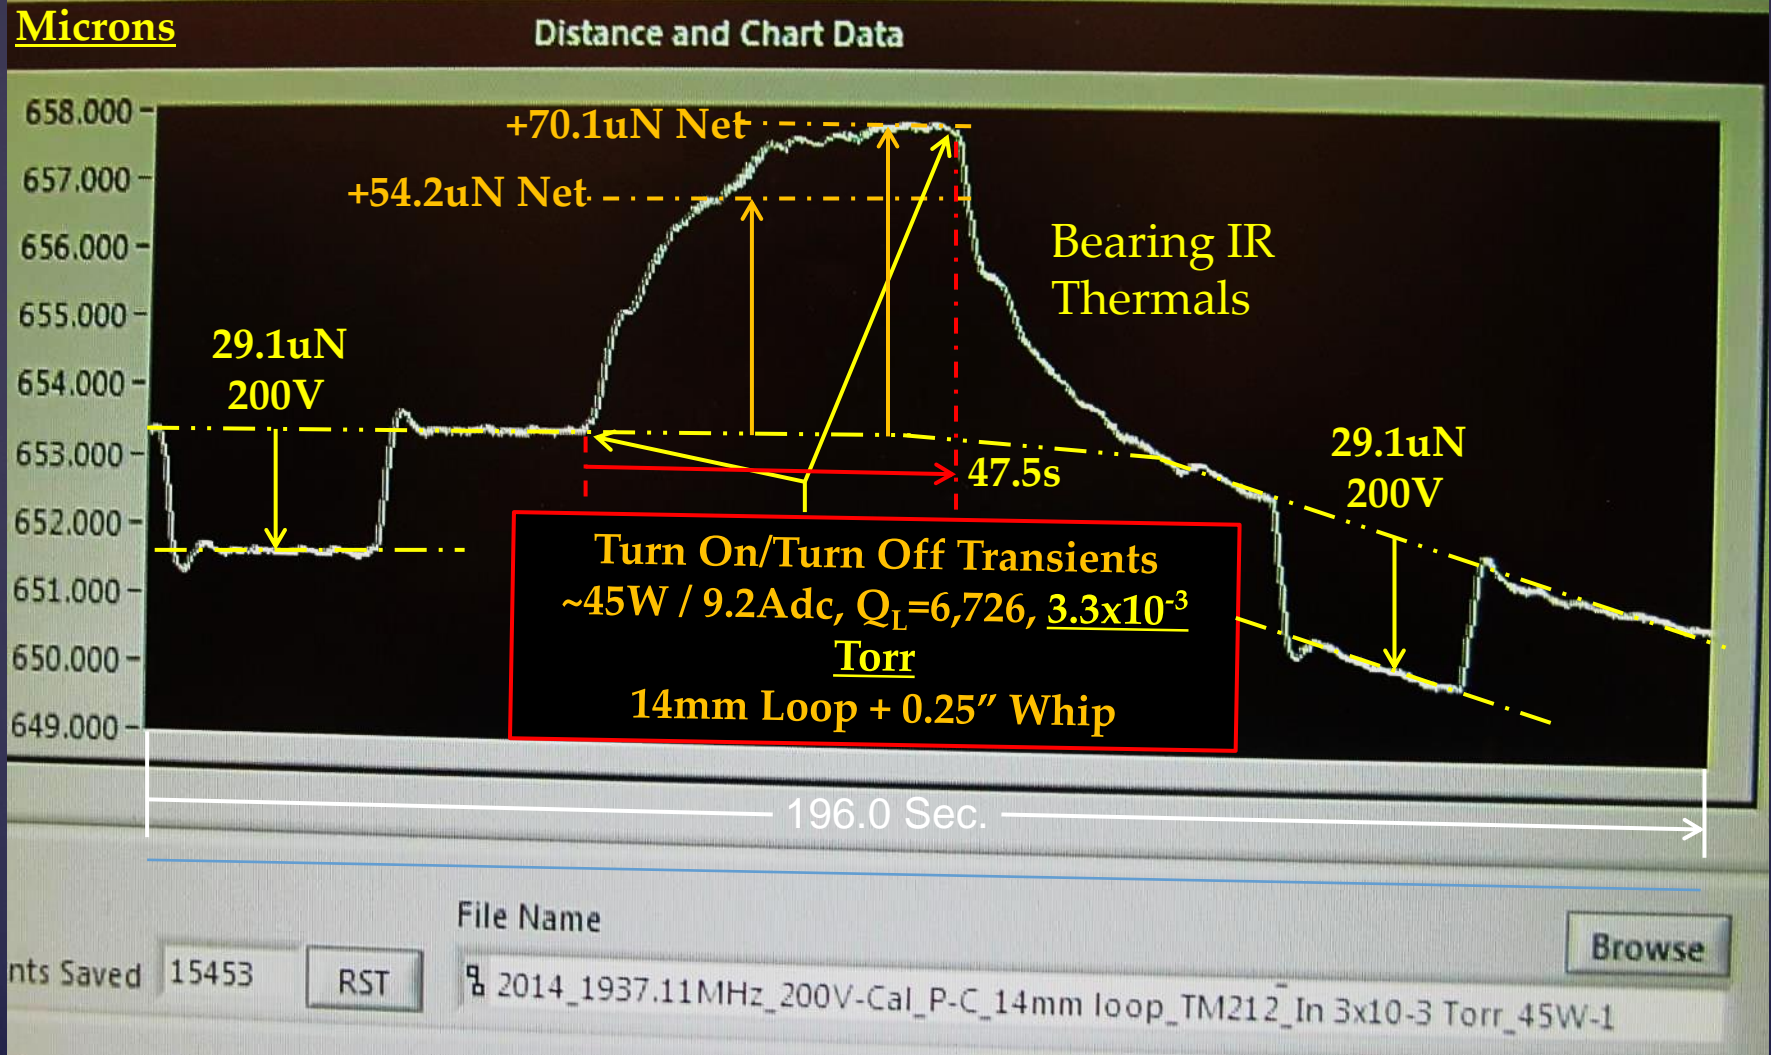 Microns
Distance and Chart Data
658.000
657.000
656.000
655.000
654.000
653.000
652.000
651.000
650.000
649.000
+70.1uN Net
+54.2uN Net
Bearing IR
Thermals
29.1uN
200V
29.1uN
200V
47.5s
Turn On/Turn Off Transients
~45W / 9.2Adc, QL=6,726, 3.3x10-3
Torr
14mm Loop + 0.25” Whip
196.0 Sec.
File Name
Browse
nts Saved 15453
RST
2014_1937.11MHz_200V-Cal_P-C_14mm loop_TM212_In 3x10-3 Torr_45W-1